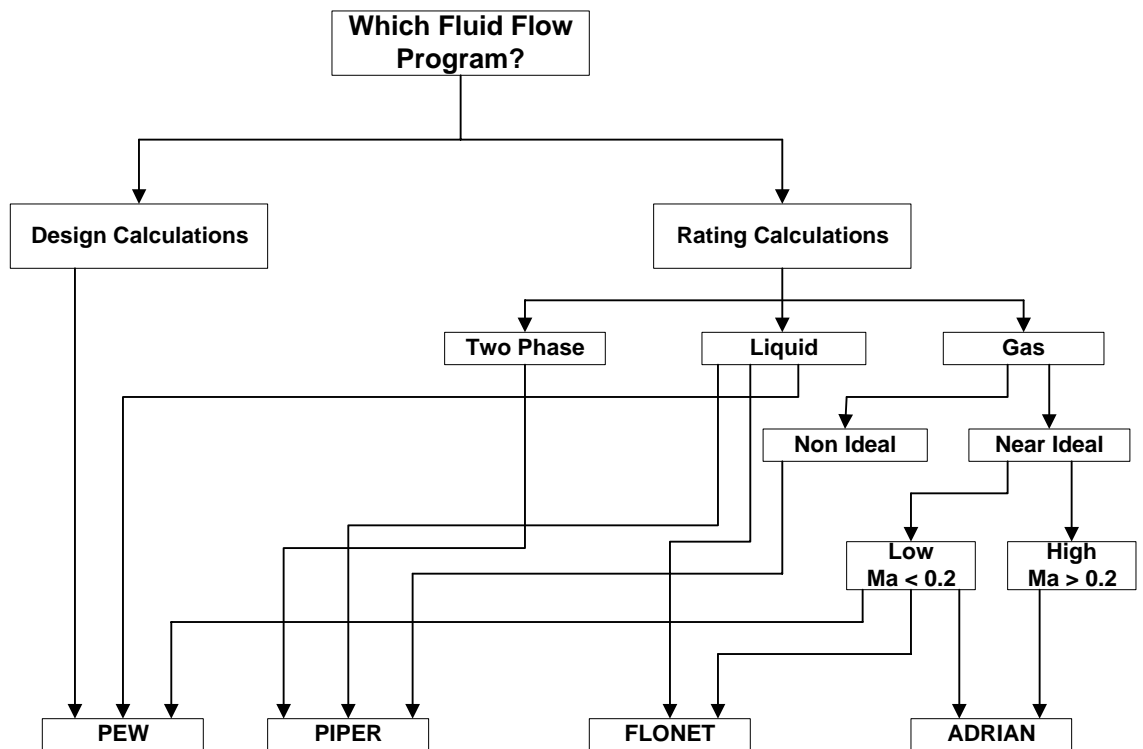 Which Fluid Flow
Program?
Design Calculations
Rating Calculations
Two Phase
Liquid
Gas
Non Ideal
Near Ideal
Low
Ma < 0.2
High
Ma > 0.2
PEW
PIPER
FLONET
ADRIAN